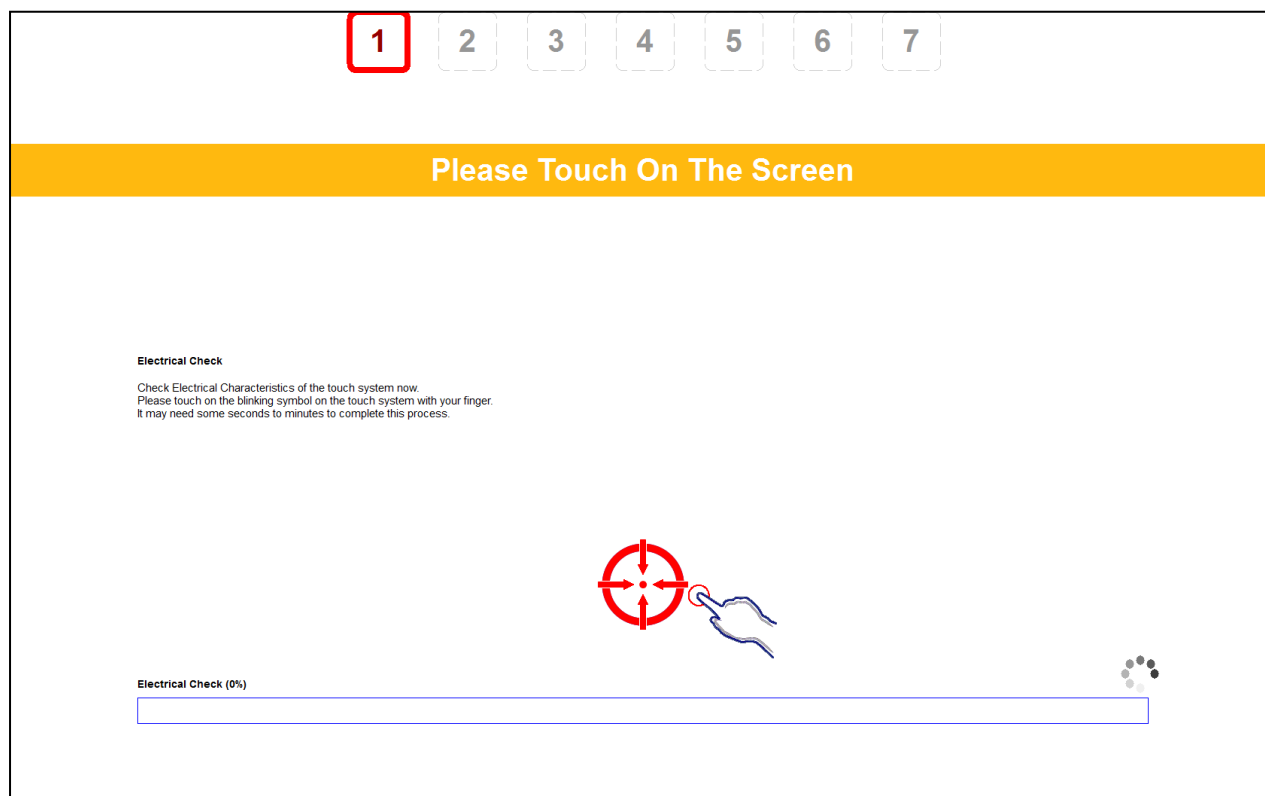 1 2 3 4 5 6 7
Please Touch On The Screen
Electrical Check
Check Electrical Characteristics of the touch system now.
Please touch on the blinking symbol on the touch system with your finger.
It may need some seconds to minutes to complete this process.
Electrical Check (0%)